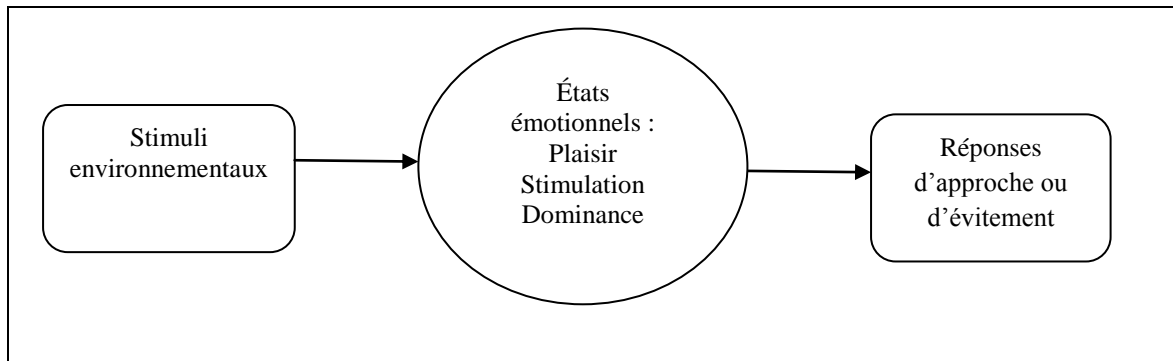 Stimuli
environnementaux
États
émotionnels :
Plaisir
Stimulation
Dominance
Réponses
d’approche ou
d’évitement